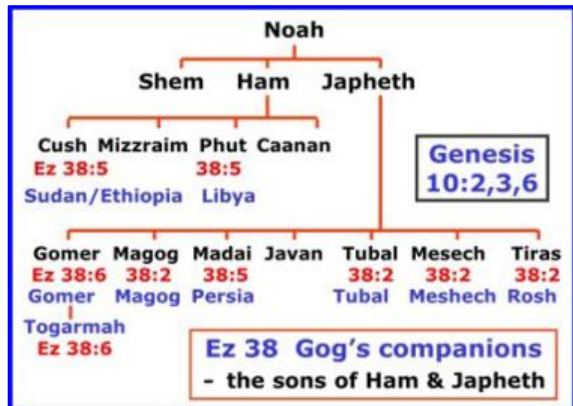 Noah
Shem Ham Japheth
Cush Mizzraim Phut Caanan
Ez 38:5 38:5
Sudan/Ethiopia Libya
Genesis
10:2,3,6
Gomer Magog Madai Javan Tubal Mesech Tiras
Ez 38:6 38:2 38:5 38:2 38:2 38:2
Gomer Magog Persia Tubal Meshech Rosh
Togarmah
Ez 38:6
Ez 38 Gog's companions
- the sons of Ham & Japheth